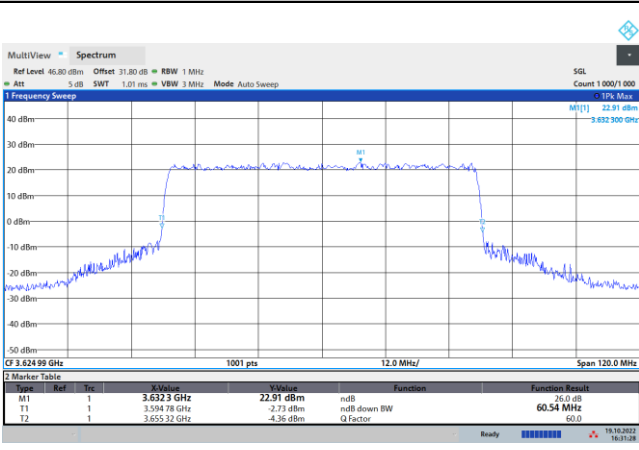 MultiView Spectrum
Ref Level 46.80 dBm Offset 31.80 dB RBW 1 MHz SGL
Att 5 dB SWT 1.01 ms VBW 3 MHz Mode Auto Sweep Count 1 000/1 000
1 Frequency Sweep 1Pk Max
M1[1] 22.91 dBm
3.632 300 GHz
40 dBm
30 dBm
M1
20 dBm
10 dBm
0 dBm
T1
T2
-10 dBm
-20 dBm
-30 dBm
-40 dBm
-50 dBm
CF 3.624 99 GHz 1001 pts 12.0 MHz/ Span 120.0 MHz
2 Marker Table
Type Ref Trc X-Value Y-Value Function Function Result
M1 1 3.632 3 GHz 22.91 dBm ndB 26.0 dB
T1 1 3.594 78 GHz -2.73 dBm ndB down BW 60.54 MHz
T2 1 3.655 32 GHz -4.36 dBm Q Factor 60.0
Ready 19.10.2022
16:31:28